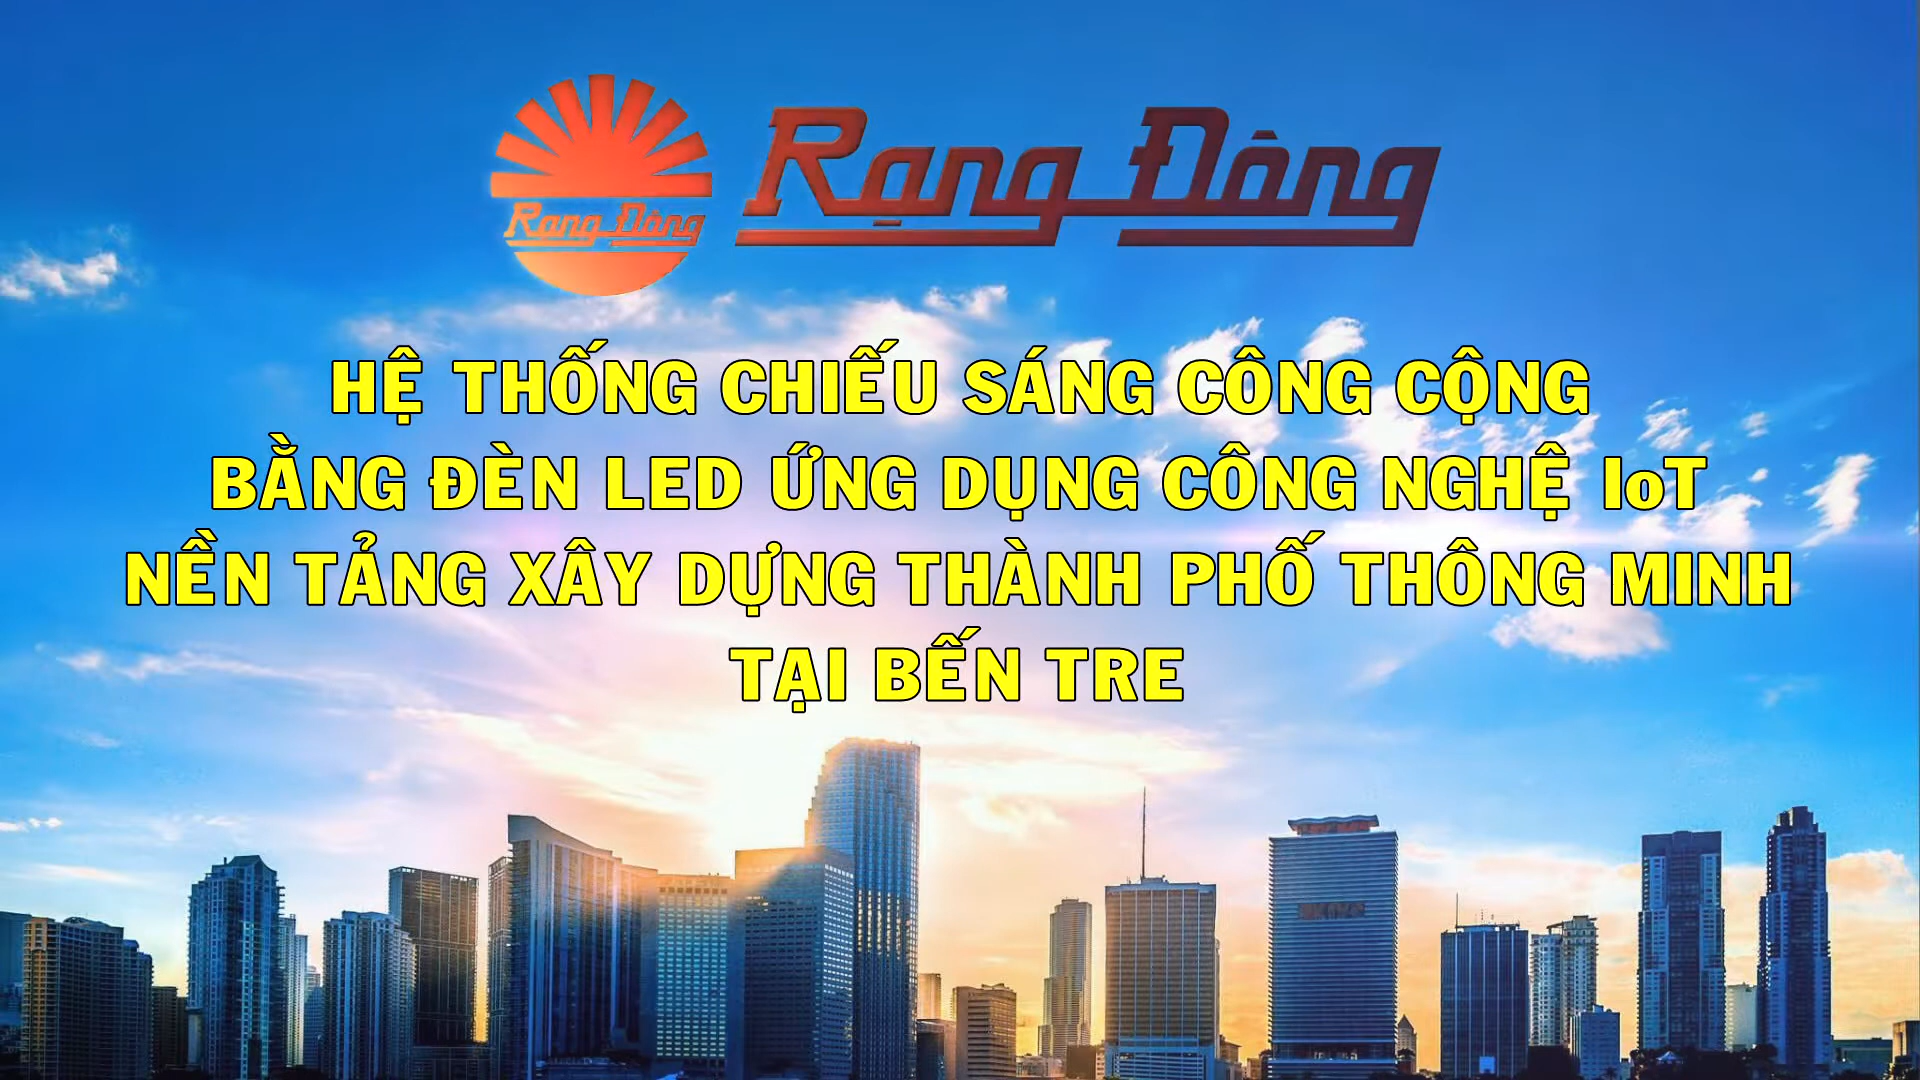 Rạng Đông
Rạng Đông
HỆ THỐNG CHIẾU SÁNG CÔNG CỘNG
BẰNG ĐÈN LED ỨNG DỤNG CÔNG NGHỆ IoT
NỀN TẢNG XÂY DỰNG THÀNH PHỐ THÔNG MINH
TẠI BẾN TRE